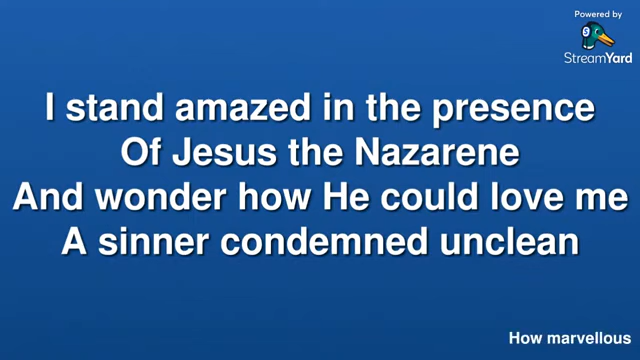 Powered by
StreamYard
I stand amazed in the presence
Of Jesus the Nazarene
And wonder how He could love me
A sinner condemned unclean
How marvellous